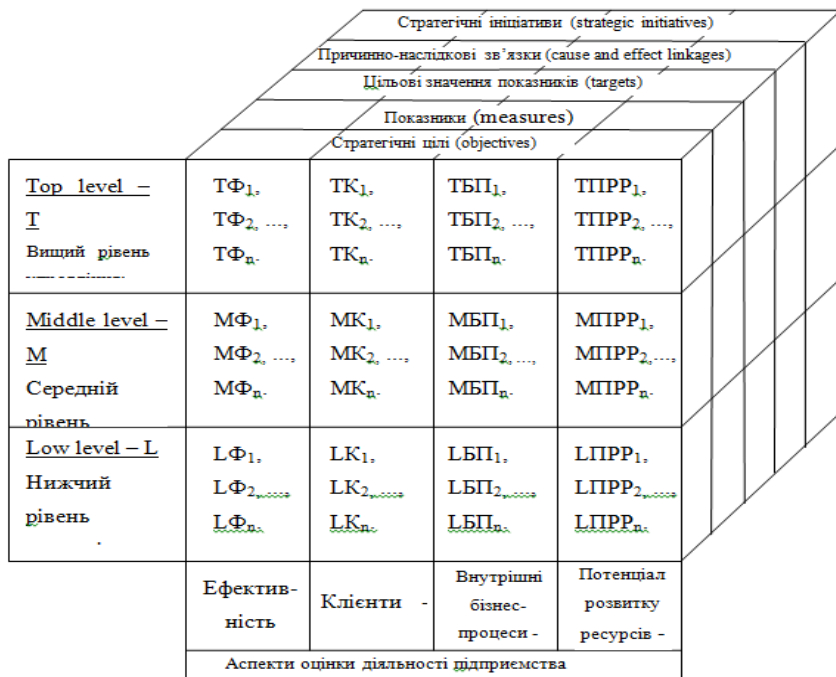 Стратегічні ініціативи (strategic initiatives)
Причинно-наслідкові зв’язки (cause and effect linkages)
Цільові значення показників (targets)
Показники (measures)
Стратегічні цілі (objectives)
Top level –
T
Вищий рівень
ТФ1,
ТФ2, ...,
ТФn.
ТК1,
ТК2, ...,
ТКn.
ТБП1,
ТБП2, ...,
ТБПn.
ТПРР1,
ТПРР2, ...,
ТПРРn.
Middle level –
M
Середній
рівень
МФ1,
МФ2, ...,
МФn.
МК1,
МК2, ...,
МКn.
МБП1,
МБП2, ...,
МБПn.
МПРР1,
МПРР2,...,
МПРРn.
Low level – L
Нижчий
рівень
LФ1,
LФ2,...,
LФn.
LК1,
LК2,...,
LКn.
LБП1,
LБП2,...,
LБПn.
LПРР1,
LПРР2,...,
LПРРn.
Ефектив-
ність
Клієнти -
Внутрішні
бізнес-
процеси -
Потенціал
розвитку
ресурсів -
Аспекти оцінки діяльності підприємства